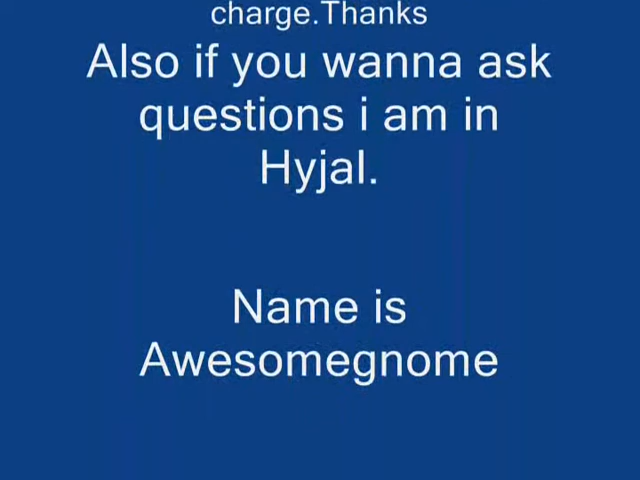 charge.Thanks
Also if you wanna ask
questions i am in
Hyjal.
Name is
Awesomegnome